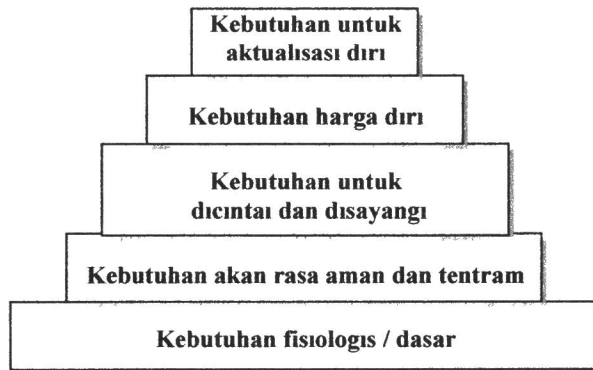 Kebutuhan untuk
aktualisasi diri
Kebutuhan harga diri
Kebutuhan untuk
dicintai dan disayangi
Kebutuhan akan rasa aman dan tentram
Kebutuhan fisiologis / dasar